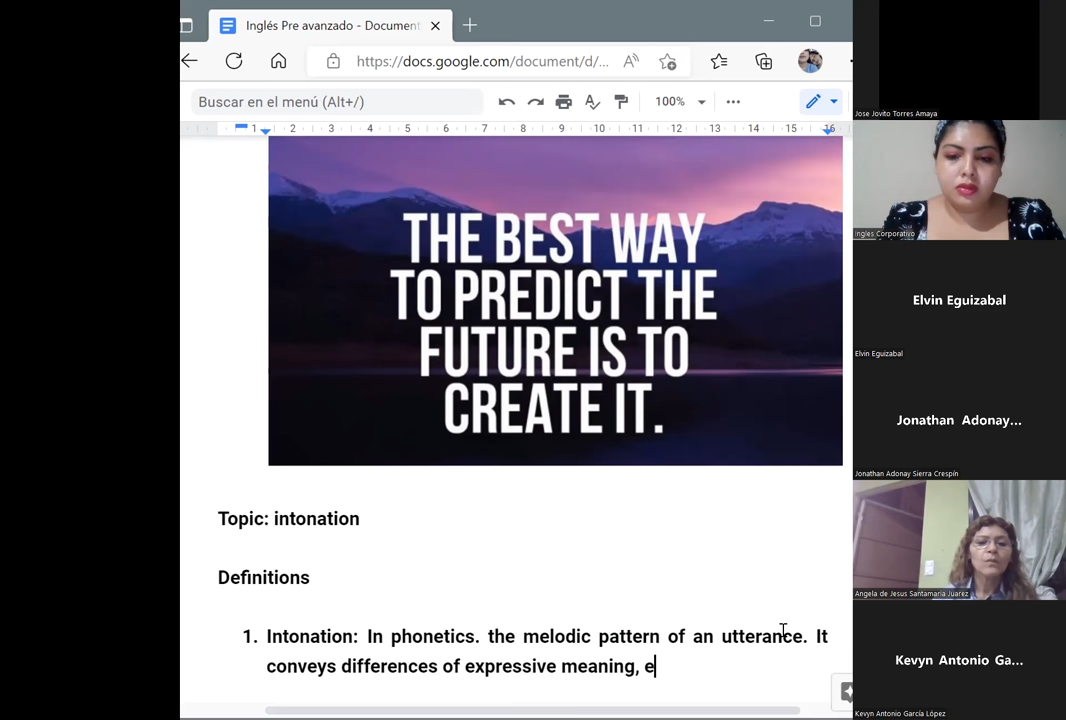 Inglés Pre avanzado - Document
https://docs.google.com/document/d/...
Buscar en el menú (Alt+/)
100%
1 1 2 3 4 5 6 7 8 9 10 11 12 13 14 15 16
THE BEST WAY
TO PREDICT THE
FUTURE IS TO
CREATE IT.
Topic: intonation
Definitions
1. Intonation: In phonetics. the melodic pattern of an utterance. It
conveys differences of expressive meaning, e
Jose Jovito Torres Amaya
Ingles Corporativo
Elvin Eguizabal
Elvin Eguizabal
Jonathan Adonay...
Jonathan Adonay Sierra Crespín
Angela de Jesus Santamaria Juarez
Kevyn Antonio Ga...
Kevyn Antonio García López